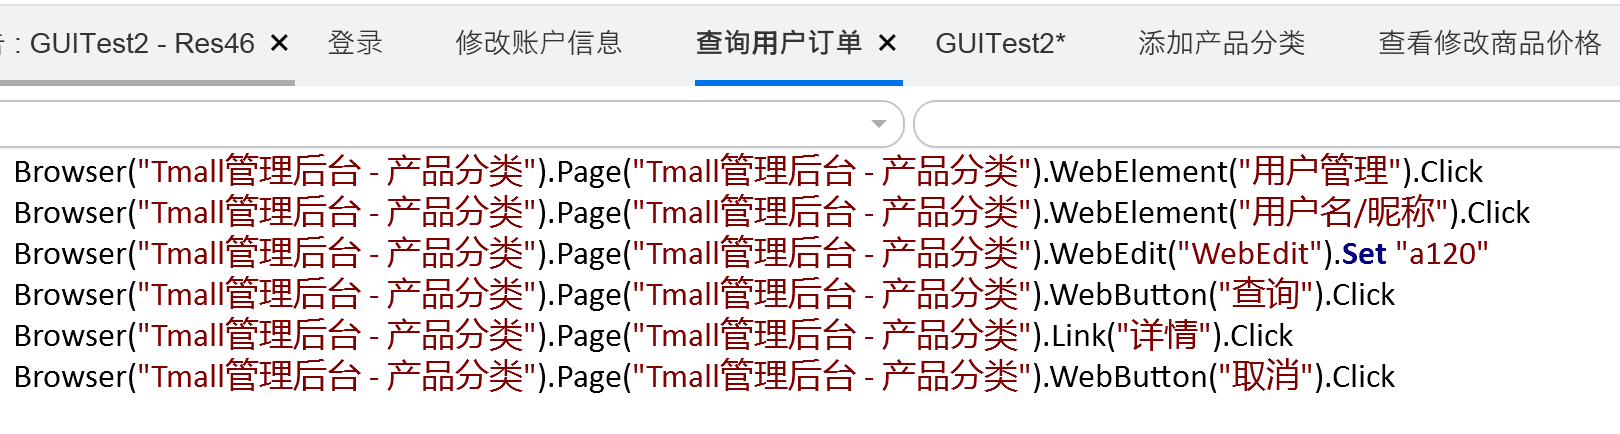 : GUITest2 - Res46 × 登录 修改账户信息 查询用户订单 × GUITest2* 添加产品分类 查看修改商品价格
Browser("Tmall管理后台 - 产品分类").Page("Tmall管理后台 - 产品分类").WebElement("用户管理").Click
Browser("Tmall管理后台 - 产品分类").Page("Tmall管理后台 - 产品分类").WebElement("用户名/昵称").Click
Browser("Tmall管理后台 - 产品分类").Page("Tmall管理后台 - 产品分类").WebEdit("WebEdit").Set "a120"
Browser("Tmall管理后台 - 产品分类").Page("Tmall管理后台 - 产品分类").WebButton("查询").Click
Browser("Tmall管理后台 - 产品分类").Page("Tmall管理后台 - 产品分类").Link("详情").Click
Browser("Tmall管理后台 - 产品分类").Page("Tmall管理后台 - 产品分类").WebButton("取消").Click